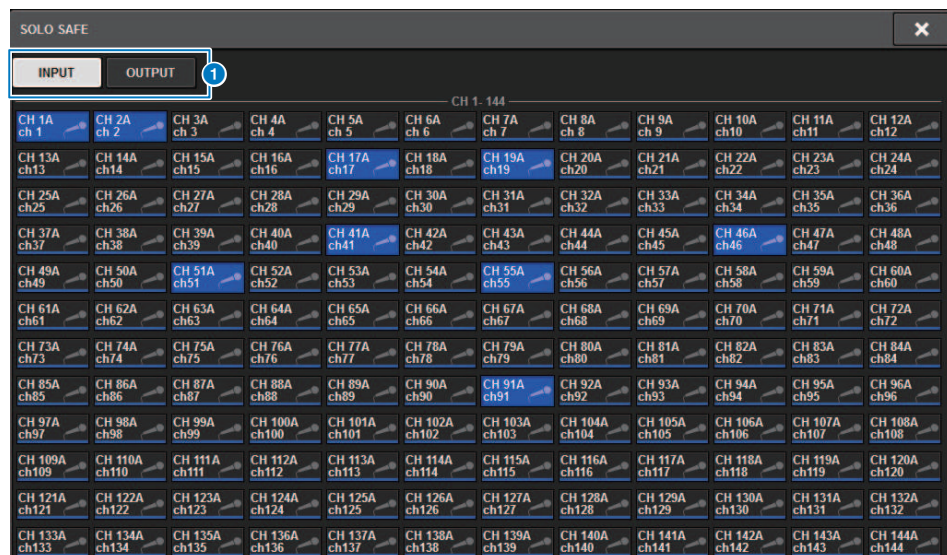 SOLO SAFE
INPUT OUTPUT 1
CH 1-144
CH 1A CH 2A CH 3A CH 4A CH 5A CH 6A CH 7A CH 8A CH 9A CH 10A CH 11A CH 12A
ch 1 ch 2 ch 3 ch 4 ch 5 ch 6 ch 7 ch 8 ch 9 ch10 ch11 ch12
CH 13A CH 14A CH 15A CH 16A CH 17A CH 18A CH 19A CH 20A CH 21A CH 22A CH 23A CH 24A
ch13 ch14 ch15 ch16 ch17 ch18 ch19 ch20 ch21 ch22 ch23 ch24
CH 25A CH 26A CH 27A CH 28A CH 29A CH 30A CH 31A CH 32A CH 33A CH 34A CH 35A CH 36A
ch25 ch26 ch27 ch28 ch29 ch30 ch31 ch32 ch33 ch34 ch35 ch36
CH 37A CH 38A CH 39A CH 40A CH 41A CH 42A CH 43A CH 44A CH 45A CH 46A CH 47A CH 48A
ch37 ch38 ch39 ch40 ch41 ch42 ch43 ch44 ch45 ch46 ch47 ch48
CH 49A CH 50A CH 51A CH 52A CH 53A CH 54A CH 55A CH 56A CH 57A CH 58A CH 59A CH 60A
ch49 ch50 ch51 ch52 ch53 ch54 ch55 ch56 ch57 ch58 ch59 ch60
CH 61A CH 62A CH 63A CH 64A CH 65A CH 66A CH 67A CH 68A CH 69A CH 70A CH 71A CH 72A
ch61 ch62 ch63 ch64 ch65 ch66 ch67 ch68 ch69 ch70 ch71 ch72
CH 73A CH 74A CH 75A CH 76A CH 77A CH 78A CH 79A CH 80A CH 81A CH 82A CH 83A CH 84A
ch73 ch74 ch75 ch76 ch77 ch78 ch79 ch80 ch81 ch82 ch83 ch84
CH 85A CH 86A CH 87A CH 88A CH 89A CH 90A CH 91A CH 92A CH 93A CH 94A CH 95A CH 96A
ch85 ch86 ch87 ch88 ch89 ch90 ch91 ch92 ch93 ch94 ch95 ch96
CH 97A CH 98A CH 99A CH 100A CH 101A CH 102A CH 103A CH 104A CH 105A CH 106A CH 107A CH 108A
ch97 ch98 ch99 ch100 ch101 ch102 ch103 ch104 ch105 ch106 ch107 ch108
CH 109A CH 110A CH 111A CH 112A CH 113A CH 114A CH 115A CH 116A CH 117A CH 118A CH 119A CH 120A
ch109 ch110 ch111 ch112 ch113 ch114 ch115 ch116 ch117 ch118 ch119 ch120
CH 121A CH 122A CH 123A CH 124A CH 125A CH 126A CH 127A CH 128A CH 129A CH 130A CH 131A CH 132A
ch121 ch122 ch123 ch124 ch125 ch126 ch127 ch128 ch129 ch130 ch131 ch132
CH 133A CH 134A CH 135A CH 136A CH 137A CH 138A CH 139A CH 140A CH 141A CH 142A CH 143A CH 144A
ch133 ch134 ch135 ch136 ch137 ch138 ch139 ch140 ch141 ch142 ch143 ch144